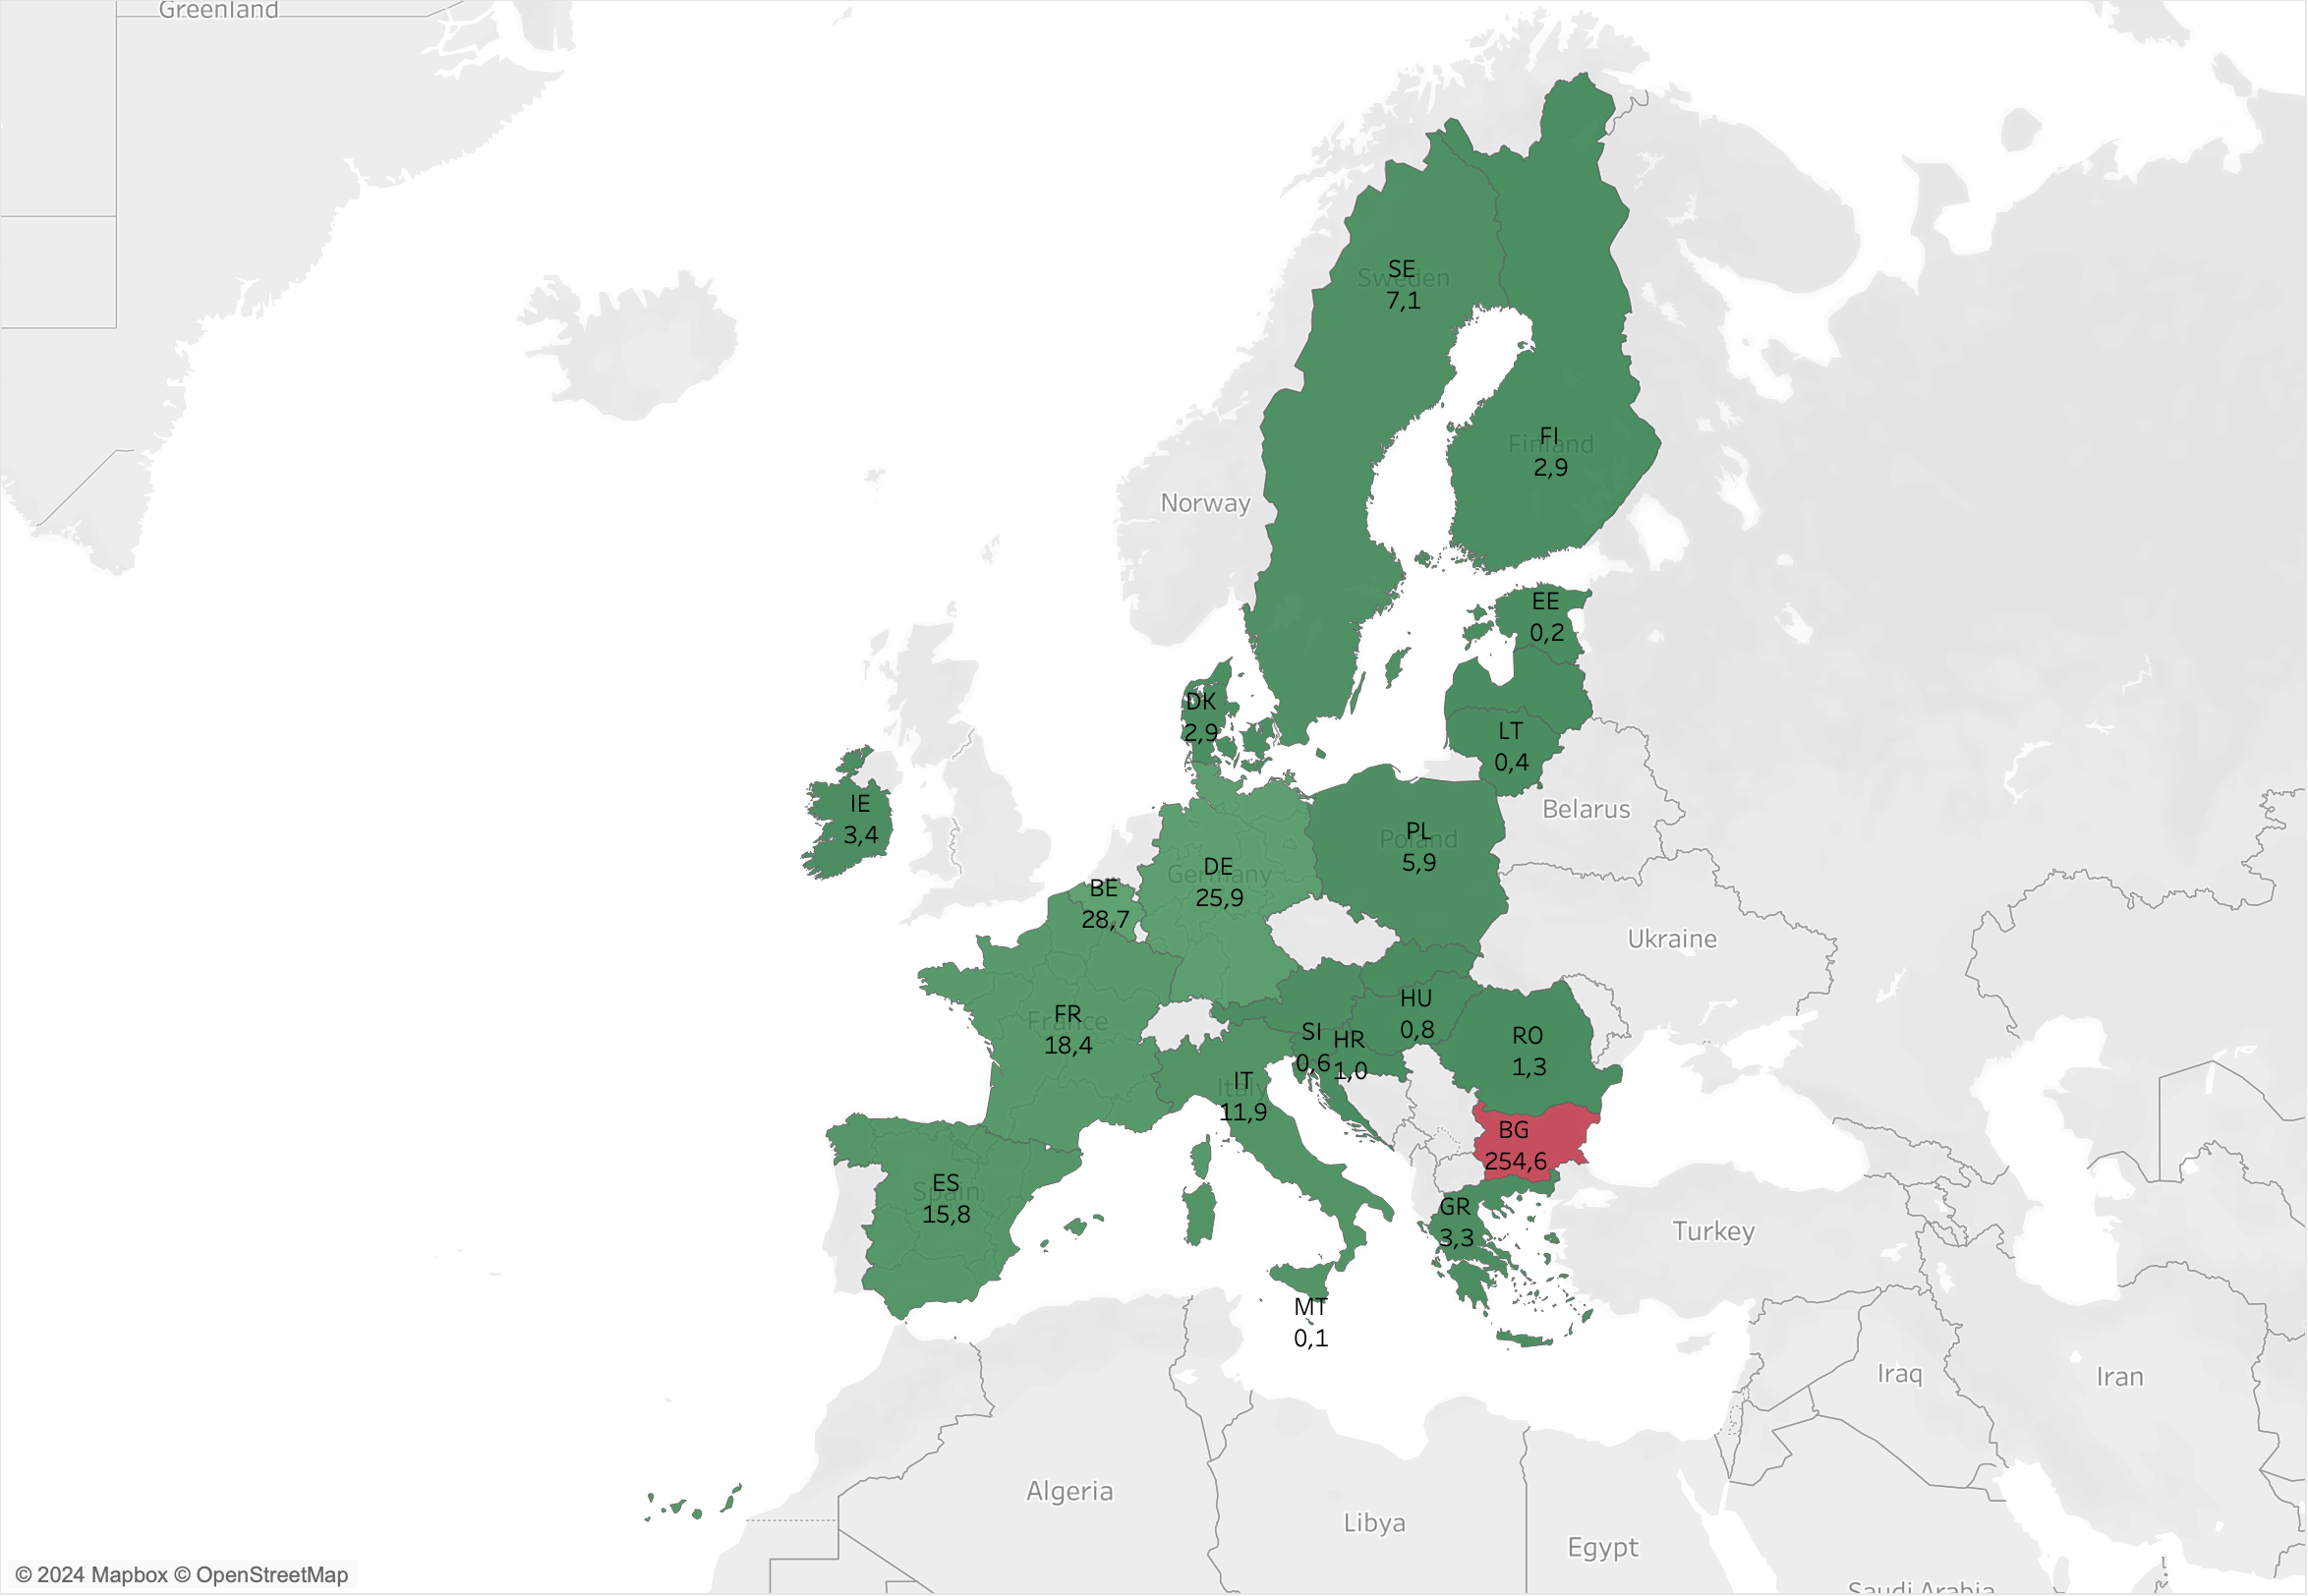 Greenland
SE
Sweden
7,1
FI
Finland
2,9
Norway
EE
0,2
DK
2,9
LT
0,4
IE
3,4
Belarus
PL
Poland
5,9
DE
Germany
25,9
BE
28,7
Ukraine
FR
France
18,4
HU
0,8
SI
0,6
HR
1,0
RO
1,3
IT
Italy
11,9
BG
254,6
ES
Spain
15,8
GR
3,3
Turkey
MT
0,1
Iraq
Iran
Algeria
Libya
Egypt
Saudi Arabia
© 2024 Mapbox © OpenStreetMap